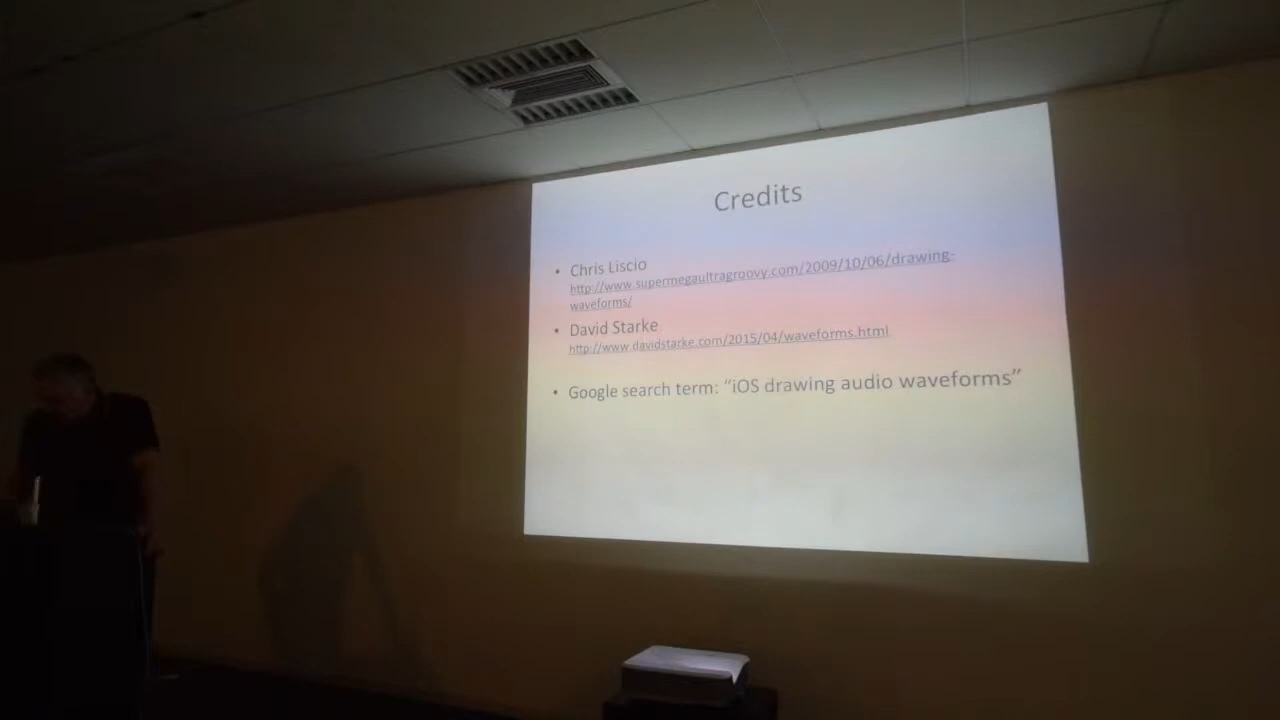 Credits
• Chris Liscio
http://www.supermegaultragroovy.com/2009/10/06/drawing-
waveforms/
• David Starke
http://www.davidstarke.com/2015/04/waveforms.html
• Google search term: “iOS drawing audio waveforms”